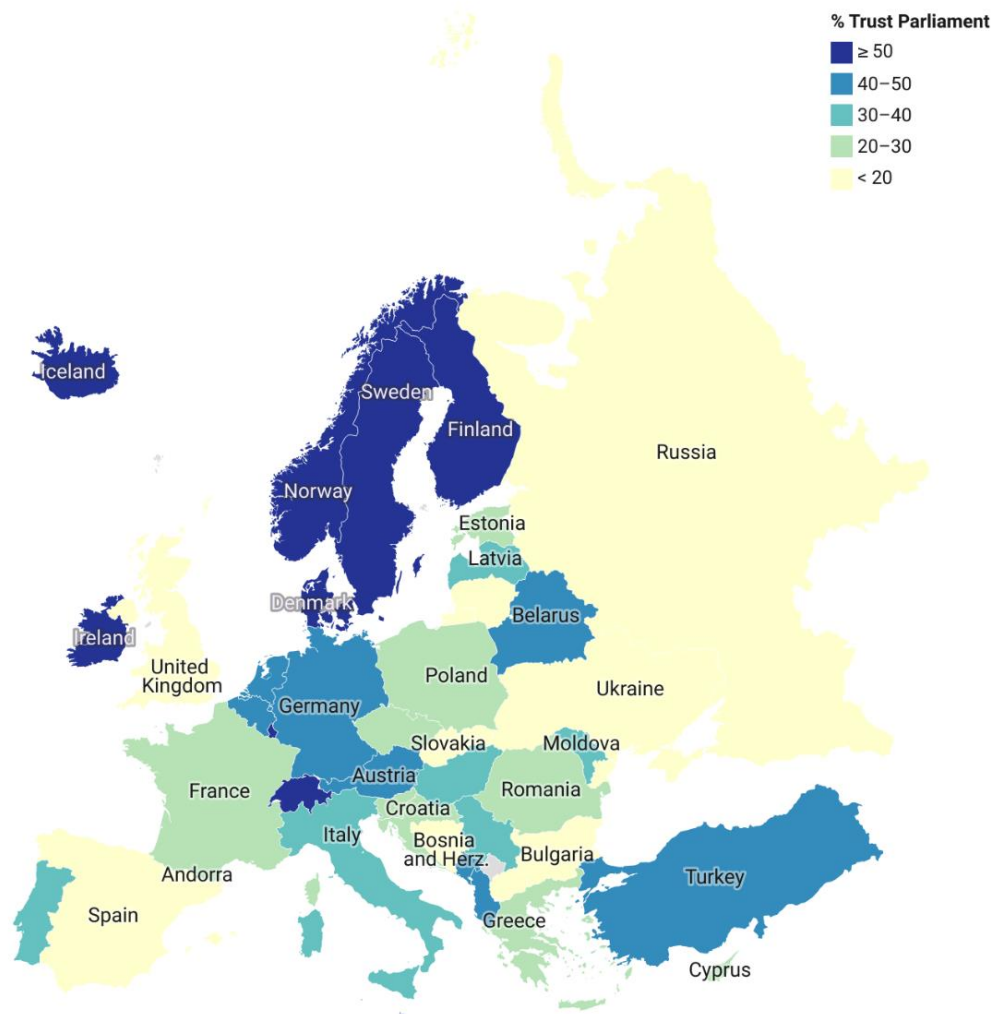 % Trust Parliament
≥ 50
40–50
30–40
20–30
< 20
Iceland
Sweden
Finland
Russia
Norway
Estonia
Latvia
Denmark
Belarus
Ireland
United
Kingdom
Poland
Ukraine
Germany
Slovakia
Moldova
Austria
France
Romania
Croatia
Italy
Bosnia
and Herz.
Bulgaria
Andorra
Turkey
Spain
Greece
Cyprus